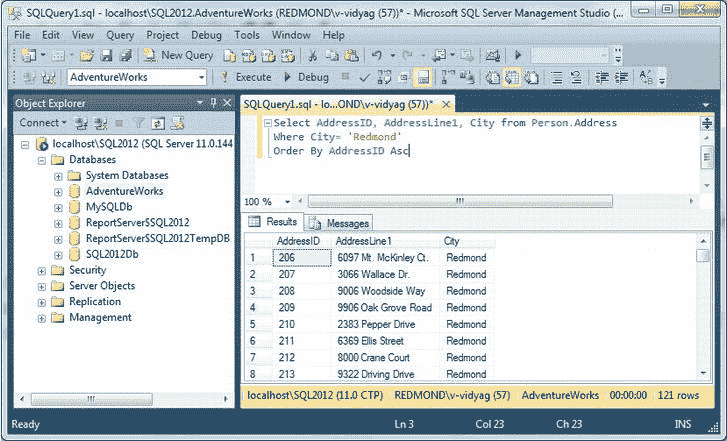 SQLQuery1.sql - localhost\SQL2012.AdventureWorks (REDMOND\v-vidyag (57))* - Microsoft SQL Server Management Studio (...
File Edit View Query Project Debug Tools Window Help
New Query
AdventureWorks Execute Debug
Object Explorer
Connect
localhost\SQL2012 (SQL Server 11.0.144
Databases
System Databases
AdventureWorks
MySQLDb
ReportServer$SQL2012
ReportServer$SQL2012TempDB
SQL2012Db
Security
Server Objects
Replication
Management
SQLQuery1.sql - lo...OND\v-vidyag (57))*
Select AddressID, AddressLine1, City from Person.Address
Where City= 'Redmond'
Order By AddressID Asc
100 %
Results Messages
AddressID AddressLine1 City
1 206 6097 Mt. McKinley Ct. Redmond
2 207 3066 Wallace Dr. Redmond
3 208 9006 Woodside Way Redmond
4 209 9906 Oak Grove Road Redmond
5 210 2383 Pepper Drive Redmond
6 211 6369 Ellis Street Redmond
7 212 8000 Crane Court Redmond
8 213 9322 Driving Drive Redmond
localhost\SQL2012 (11.0 CTP) REDMOND\v-vidyag (57) AdventureWorks 00:00:00 121 rows
Ready Ln 3 Col 23 Ch 23 INS